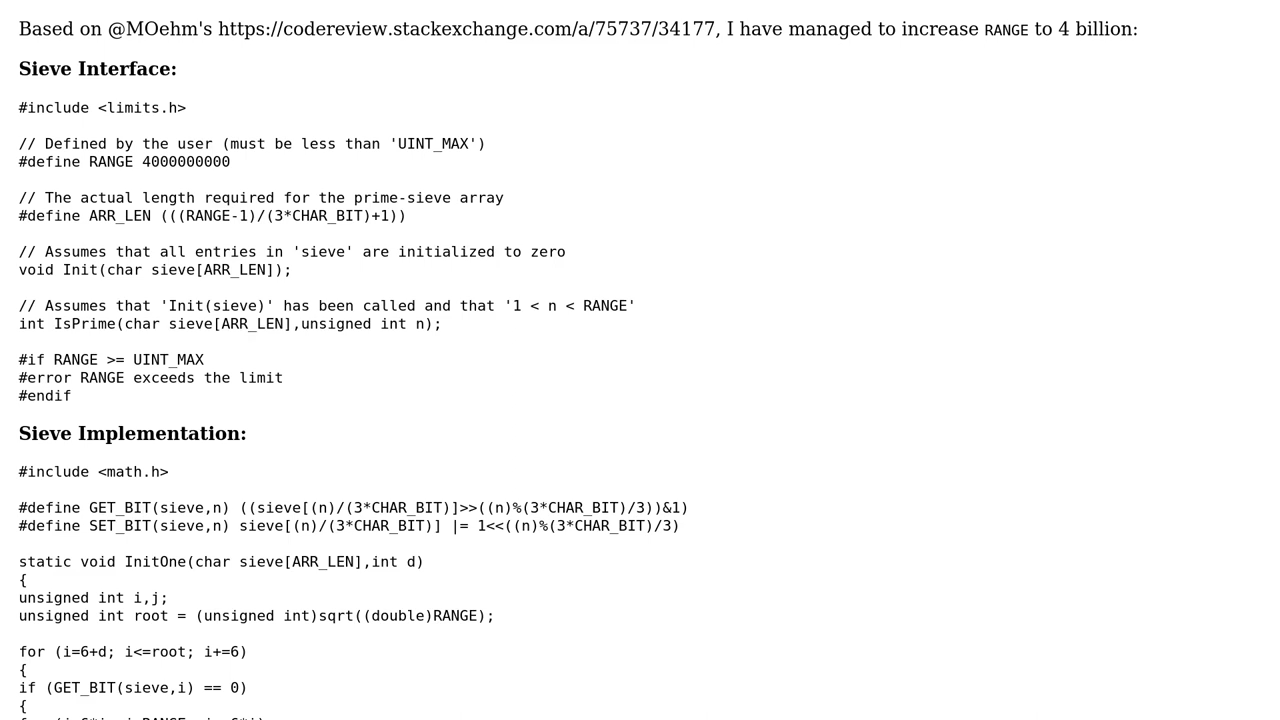 Based on @MOehm's https://codereview.stackexchange.com/a/75737/34177, I have managed to increase RANGE to 4 billion:
Sieve Interface:
#include <limits.h>
// Defined by the user (must be less than 'UINT_MAX')
#define RANGE 4000000000
// The actual length required for the prime-sieve array
#define ARR_LEN (((RANGE-1)/(3*CHAR_BIT)+1))
// Assumes that all entries in 'sieve' are initialized to zero
void Init(char sieve[ARR_LEN]);
// Assumes that 'Init(sieve)' has been called and that '1 < n < RANGE'
int IsPrime(char sieve[ARR_LEN],unsigned int n);
#if RANGE >= UINT_MAX
#error RANGE exceeds the limit
#endif
Sieve Implementation:
#include <math.h>
#define GET_BIT(sieve,n) ((sieve[(n)/(3*CHAR_BIT)]>>((n)%(3*CHAR_BIT)/3))&1)
#define SET_BIT(sieve,n) sieve[(n)/(3*CHAR_BIT)] |= 1<<((n)%(3*CHAR_BIT)/3)
static void InitOne(char sieve[ARR_LEN],int d)
{
unsigned int i,j;
unsigned int root = (unsigned int)sqrt((double)RANGE);
for (i=6+d; i<=root; i+=6)
{
if (GET_BIT(sieve,i) == 0)
{